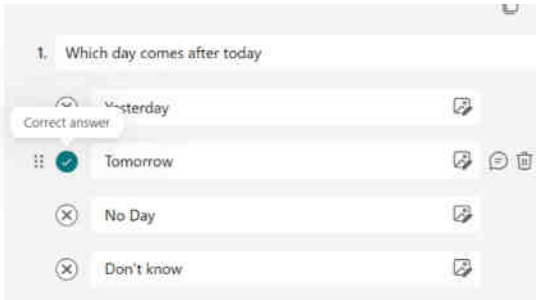 1. Which day comes after today
Yesterday
Correct answer
Tomorrow
No Day
Don't know